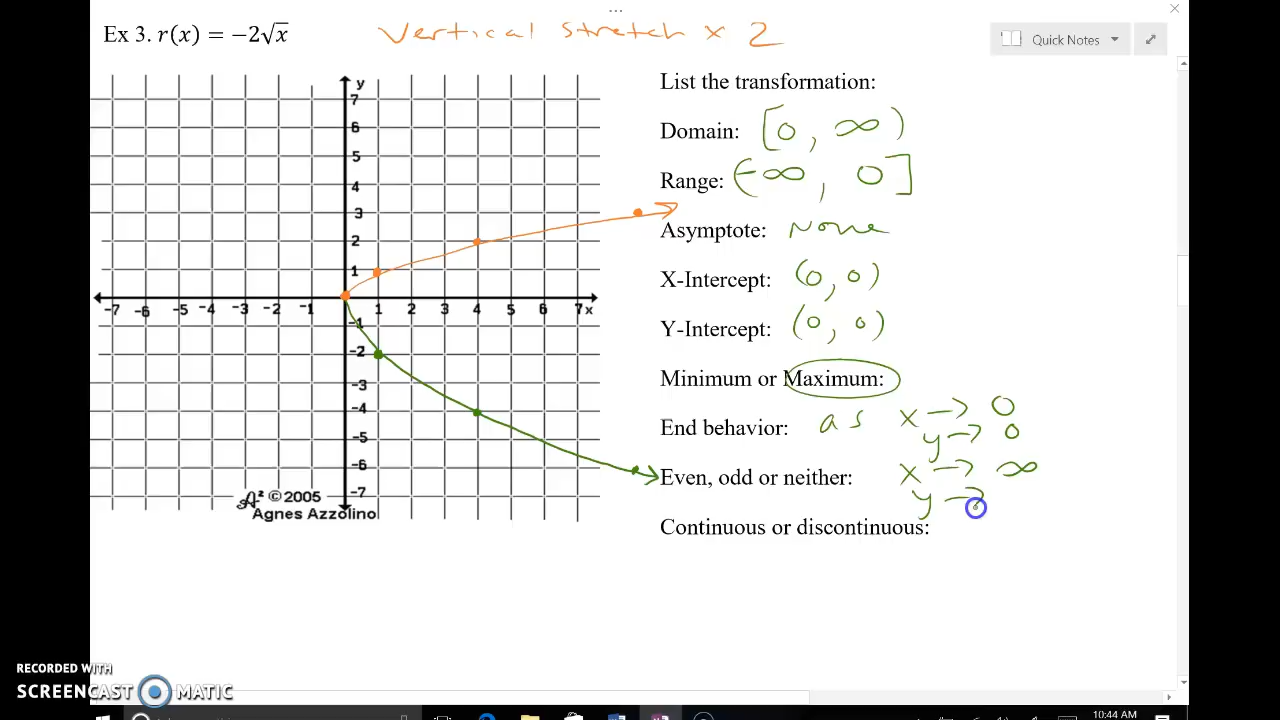 Ex 3. r(x) = −2√x Vertical Stretch x 2
Quick Notes
List the transformation:
Domain: [0, ∞)
Range: (-∞, 0]
Asymptote: None
X-Intercept: (0, 0)
Y-Intercept: (0, 0)
Minimum or Maximum:
End behavior: as x → 0
y → 0
Even, odd or neither: x → ∞
y →
Continuous or discontinuous:
y
7
6
5
4
3
2
1
-7 -6 -5 -4 -3 -2 -1 1 2 3 4 5 6 7x
-1
-2
-3
-4
-5
-6
-7
A² ©2005
Agnes Azzolino
RECORDED WITH
SCREENCAST MATIC
10:44 AM